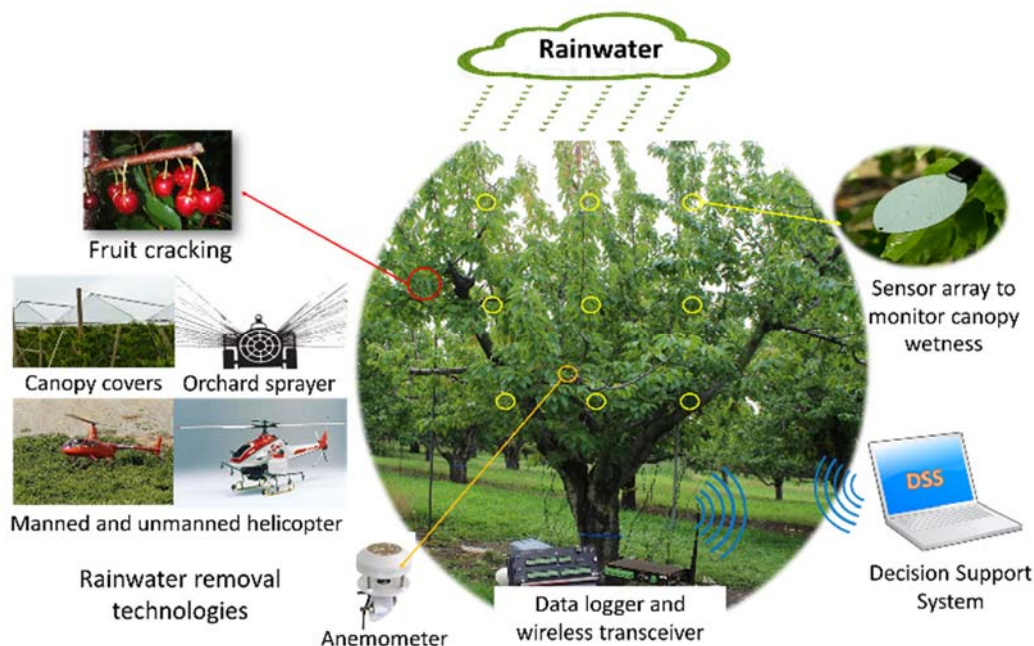 Rainwater
Fruit cracking
Canopy covers
Orchard sprayer
Manned and unmanned helicopter
Rainwater removal
technologies
Anemometer
Data logger and
wireless transceiver
Sensor array to
monitor canopy
wetness
DSS
Decision Support
System